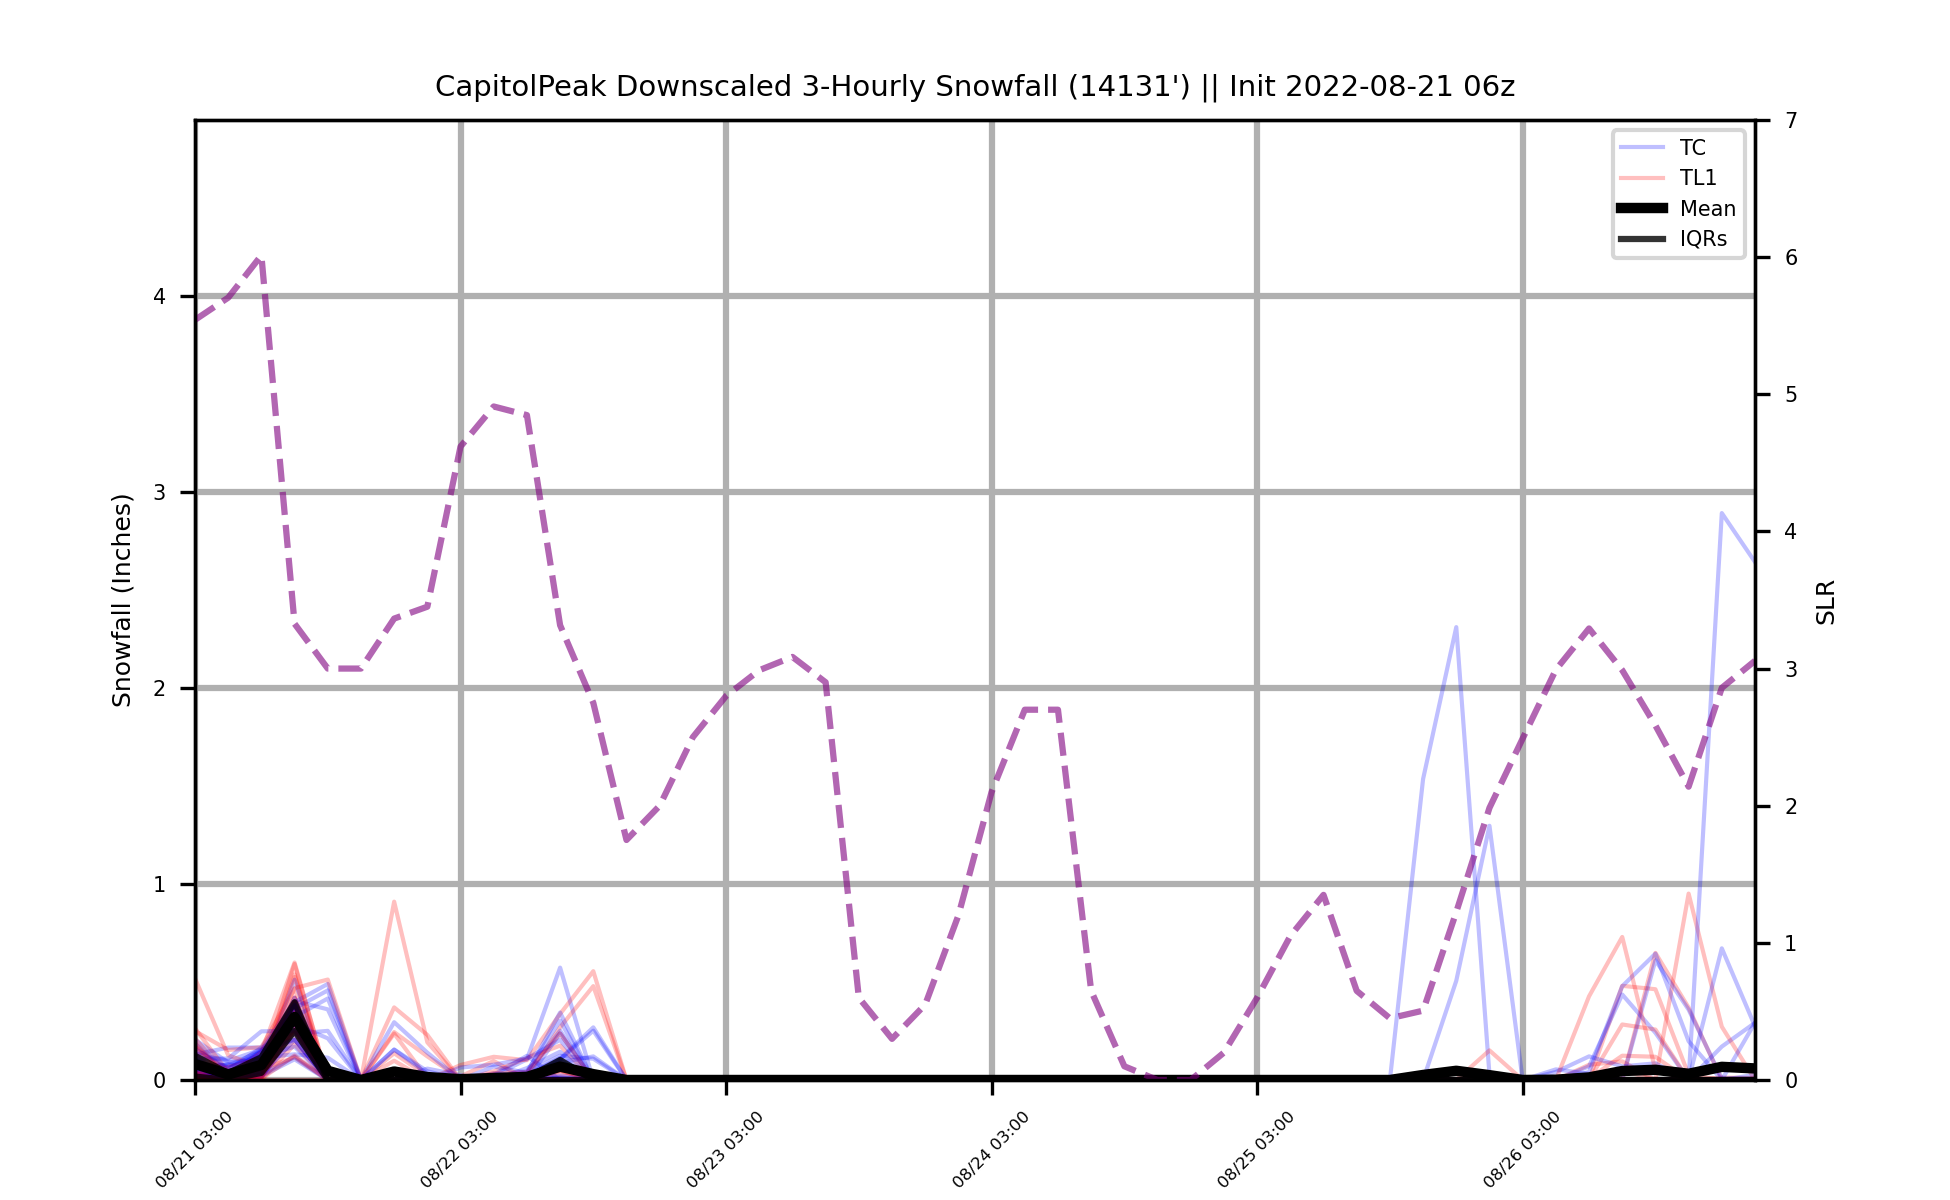 CapitolPeak Downscaled 3-Hourly Snowfall (14131') || Init 2022-08-21 06z
TC
TL1
Mean
IQRs
Snowfall (Inches)
4
3
2
1
0
SLR
7
6
5
4
3
2
1
0
08/21 03:00
08/22 03:00
08/23 03:00
08/24 03:00
08/25 03:00
08/26 03:00